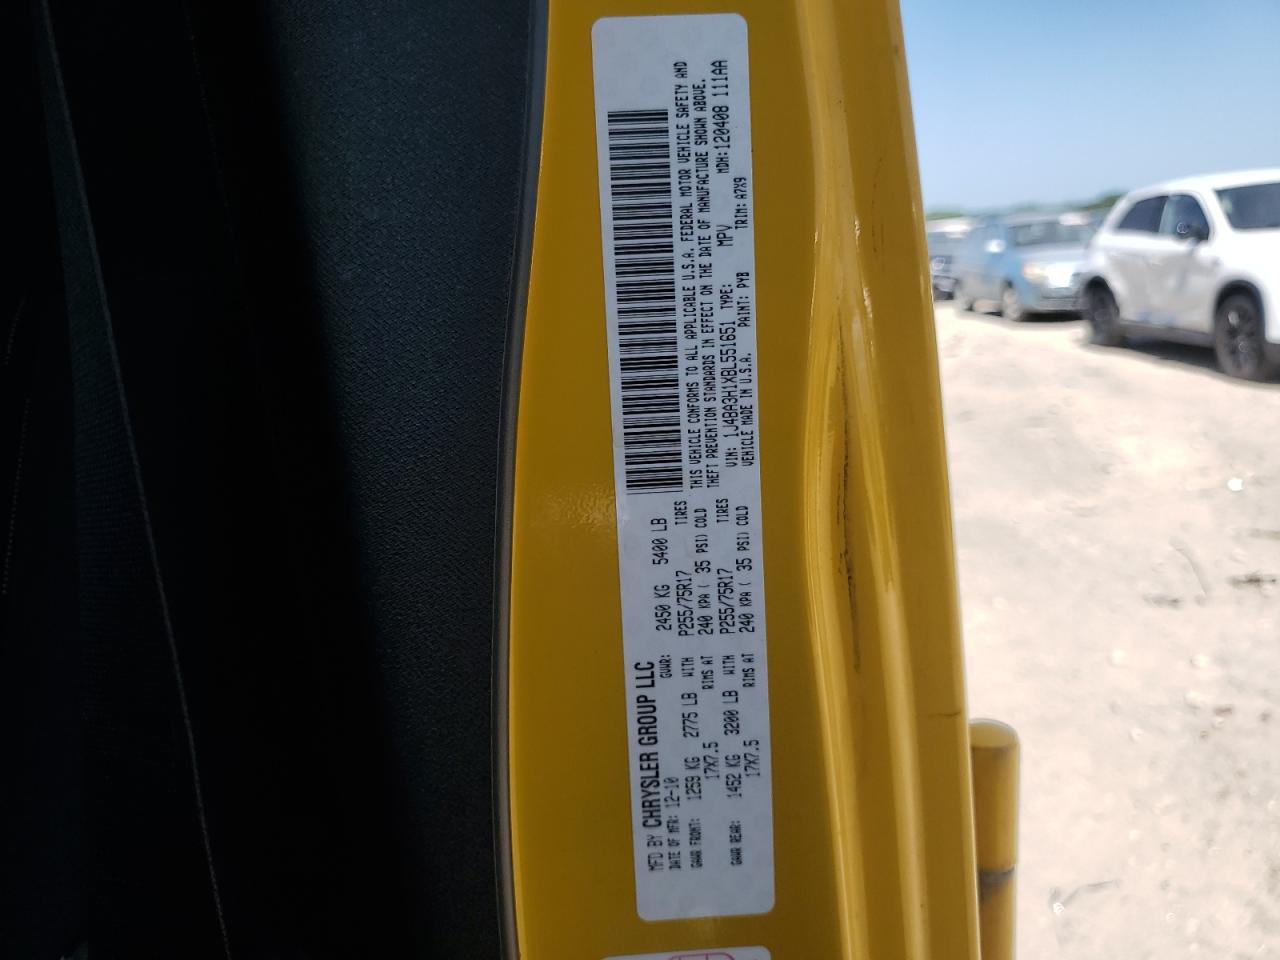 MFD BY CHRYSLER GROUP LLC
DATE OF MFR: 12-10 GVWR: 2450 KG 5400 LB
GAWR FRONT: 1259 KG 2775 LB WITH P255/75R17 TIRES
17X7.5 RIMS AT 240 KPA ( 35 PSI) COLD
GAWR REAR: 1452 KG 3200 LB WITH P255/75R17 TIRES
17X7.5 RIMS AT 240 KPA ( 35 PSI) COLD
THIS VEHICLE CONFORMS TO ALL APPLICABLE U.S.A. FEDERAL MOTOR VEHICLE SAFETY AND
THEFT PREVENTION STANDARDS IN EFFECT ON THE DATE OF MANUFACTURE SHOWN ABOVE.
VIN: 1J4BA3H1XBL551651 TYPE: MPV MDH:120408 111AA
VEHICLE MADE IN U.S.A. PAINT: PYB TRIM: A7X9